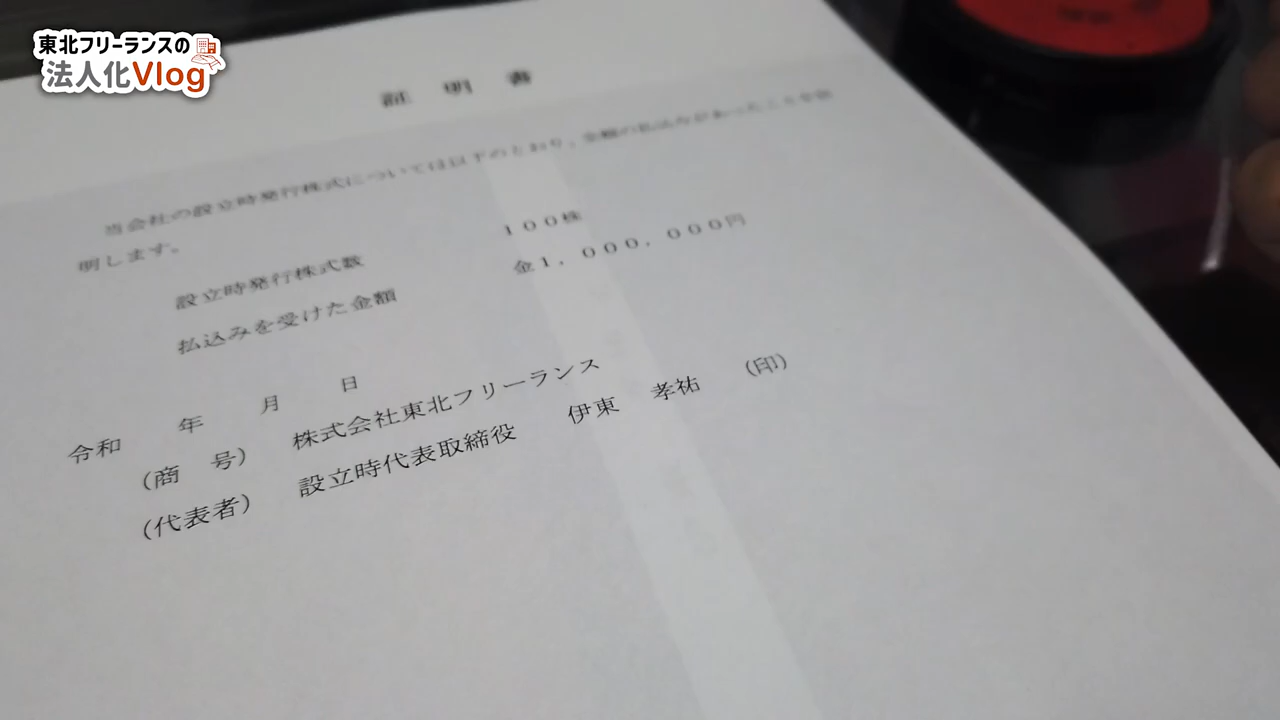 東北フリーランスの
法人化Vlog
証 明 書
当会社の設立時発行株式については以下のとおり、全額の払込みがあったことを証
明します。
設立時発行株式数 100株
払込みを受けた金額 金1,000,000円
令和 年 月 日
(商 号) 株式会社東北フリーランス
(代表者) 設立時代表取締役 伊東 孝祐 (印)